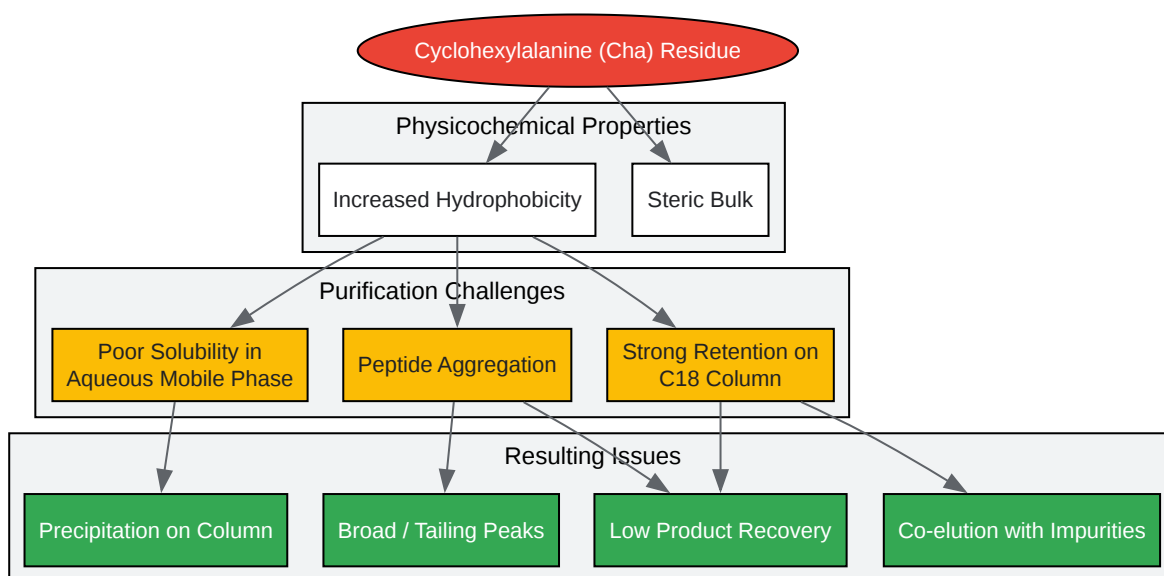 Cyclohexylalanine (Cha) Residue
Physicochemical Properties
Increased Hydrophobicity
Steric Bulk
Purification Challenges
Poor Solubility in
Aqueous Mobile Phase
Peptide Aggregation
Strong Retention on
C18 Column
Resulting Issues
Precipitation on Column
Broad / Tailing Peaks
Low Product Recovery
Co-elution with Impurities